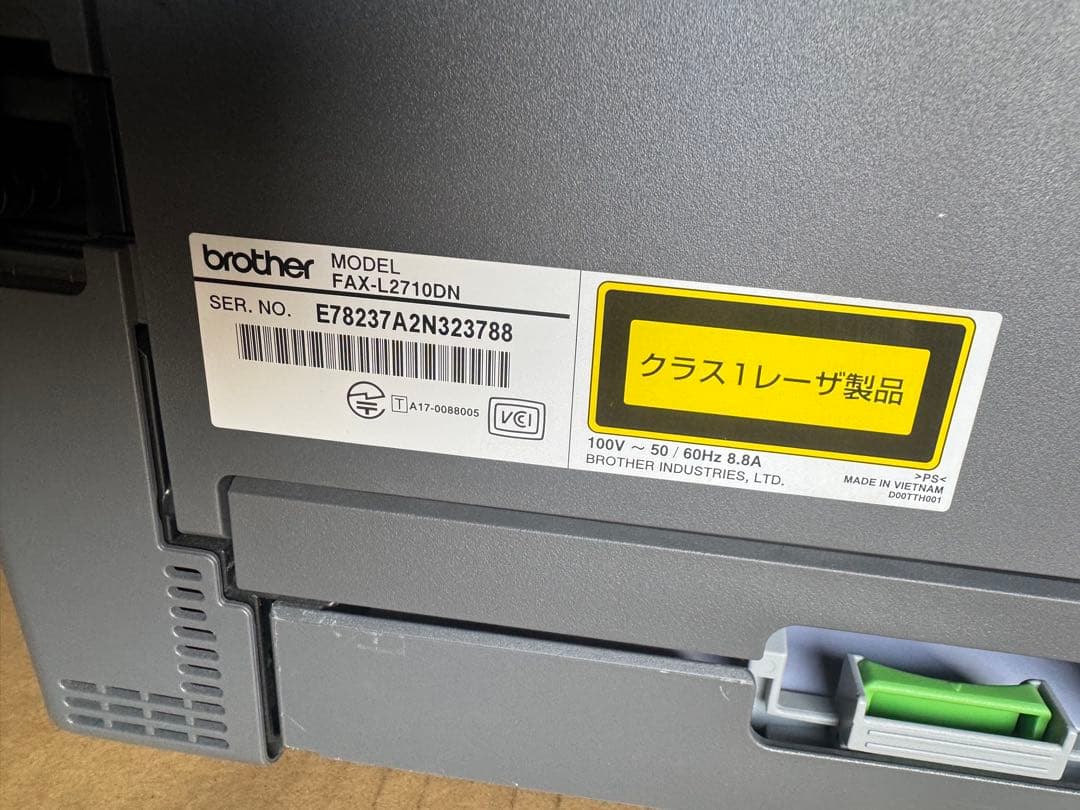 brother
MODEL
FAX-L2710DN
SER. NO. E78237A2N323788
T A17-0088005
VCI
クラス1レーザ製品
100V ～ 50 / 60Hz 8.8A
BROTHER INDUSTRIES, LTD.
>PS<
MADE IN VIETNAM
D00TTH001